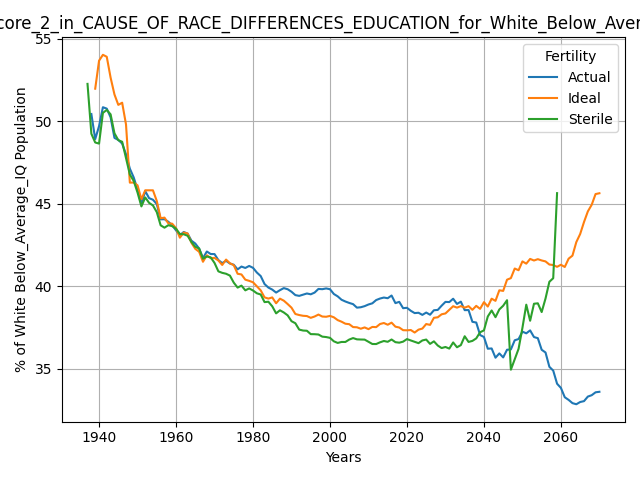 core_2_in_CAUSE_OF_RACE_DIFFERENCES_EDUCATION_for_White_Below_Aver
Fertility
Actual
Ideal
Sterile
% of White Below_Average_IQ Population
55
50
45
40
35
1940
1960
1980
2000
2020
2040
2060
Years